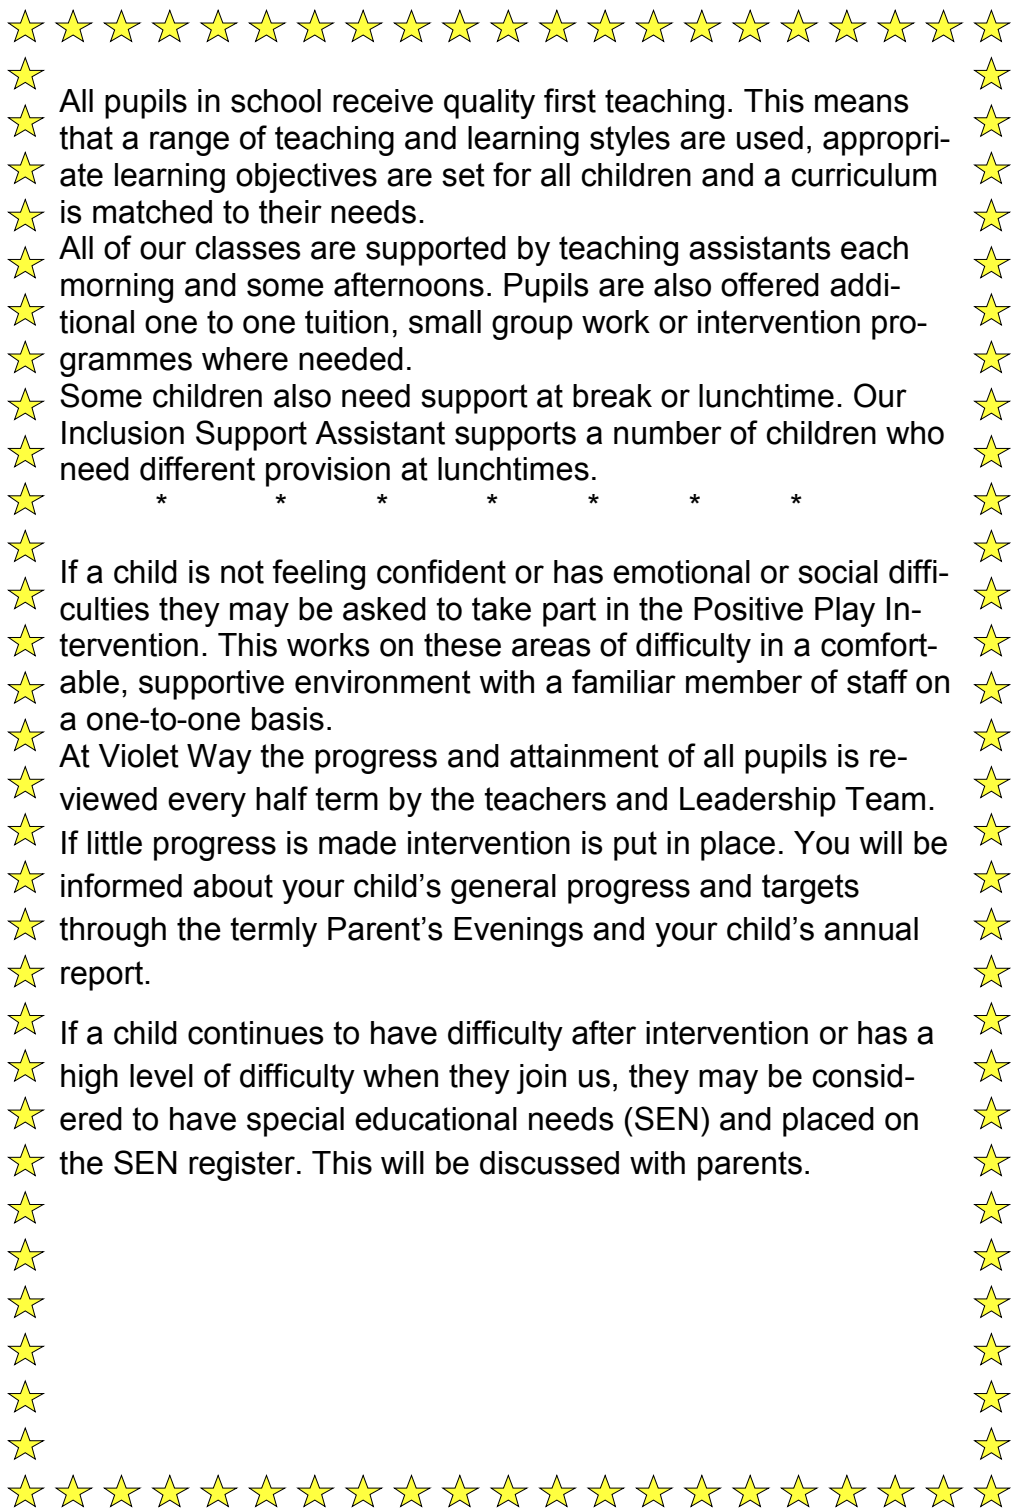 All pupils in school receive quality first teaching. This means
that a range of teaching and learning styles are used, appropri-
ate learning objectives are set for all children and a curriculum
is matched to their needs.
All of our classes are supported by teaching assistants each
morning and some afternoons. Pupils are also offered addi-
tional one to one tuition, small group work or intervention pro-
grammes where needed.
Some children also need support at break or lunchtime. Our
Inclusion Support Assistant supports a number of children who
need different provision at lunchtimes.
* * * * * * *
If a child is not feeling confident or has emotional or social diffi-
culties they may be asked to take part in the Positive Play In-
tervention. This works on these areas of difficulty in a comfort-
able, supportive environment with a familiar member of staff on
a one-to-one basis.
At Violet Way the progress and attainment of all pupils is re-
viewed every half term by the teachers and Leadership Team.
If little progress is made intervention is put in place. You will be
informed about your child’s general progress and targets
through the termly Parent’s Evenings and your child’s annual
report.
If a child continues to have difficulty after intervention or has a
high level of difficulty when they join us, they may be consid-
ered to have special educational needs (SEN) and placed on
the SEN register. This will be discussed with parents.